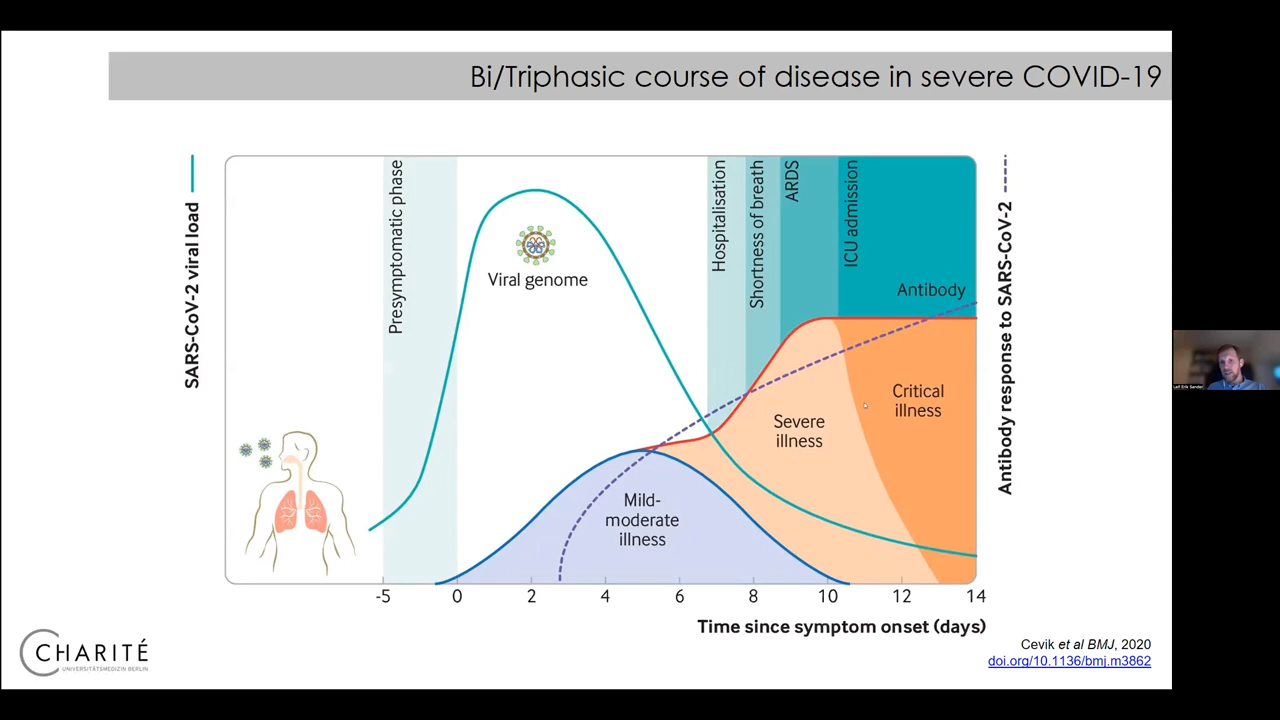 Bi/Triphasic course of disease in severe COVID-19
SARS-CoV-2 viral load
Presymptomatic phase
Viral genome
Hospitalisation
Shortness of breath
ARDS
ICU admission
Antibody
Antibody response to SARS-CoV-2
Critical
illness
Severe
illness
Mild-
moderate
illness
-5 0 2 4 6 8 10 12 14
Time since symptom onset (days)
CHARITÉ
UNIVERSITÄTSMEDIZIN BERLIN
Cevik et al BMJ, 2020
doi.org/10.1136/bmj.m3862
Leif Erik Sander